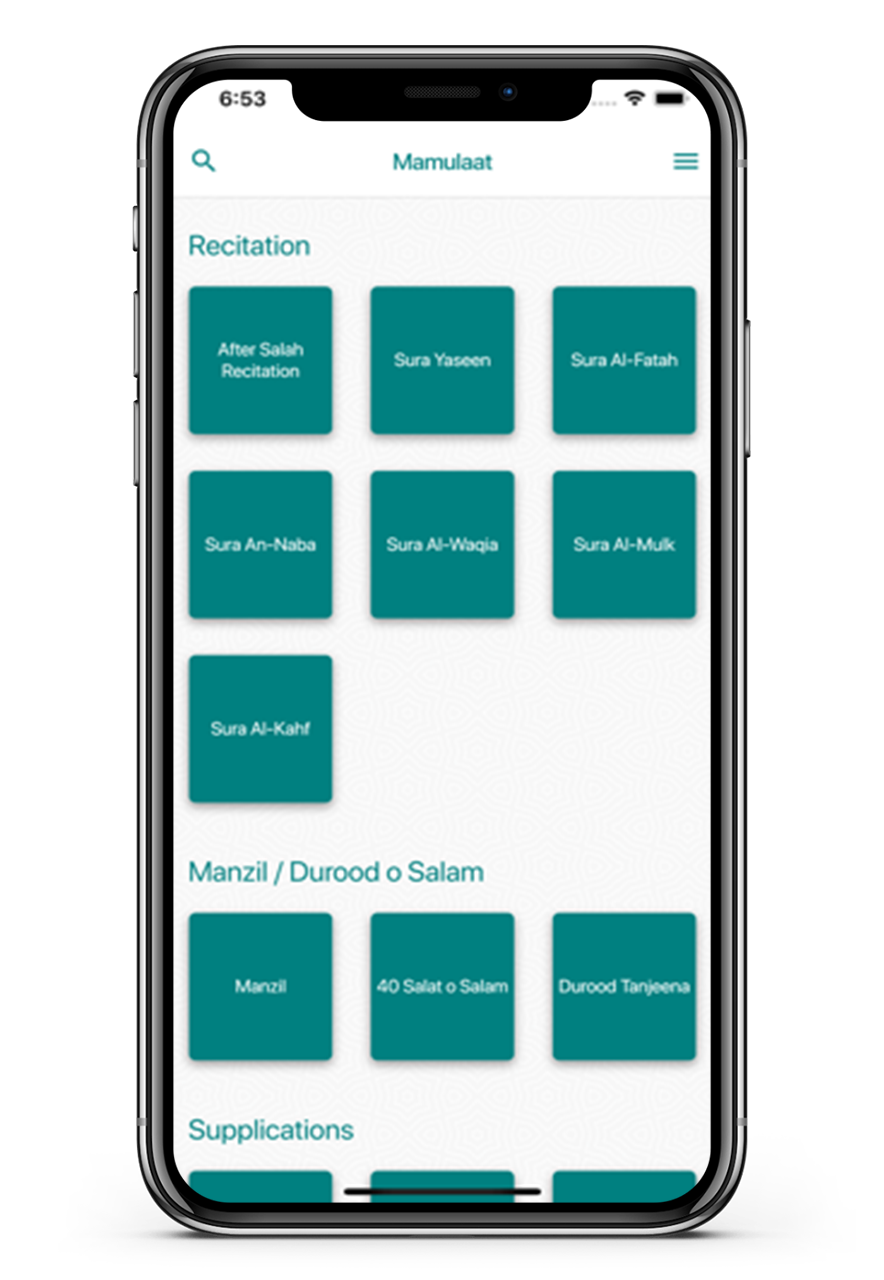 6:53
Mamulaat
Recitation
After Salah
Recitation
Sura Yaseen
Sura Al-Fatah
Sura An-Naba
Sura Al-Waqia
Sura Al-Mulk
Sura Al-Kahf
Manzil / Durood o Salam
Manzil
40 Salat o Salam
Durood Tanjeena
Supplications